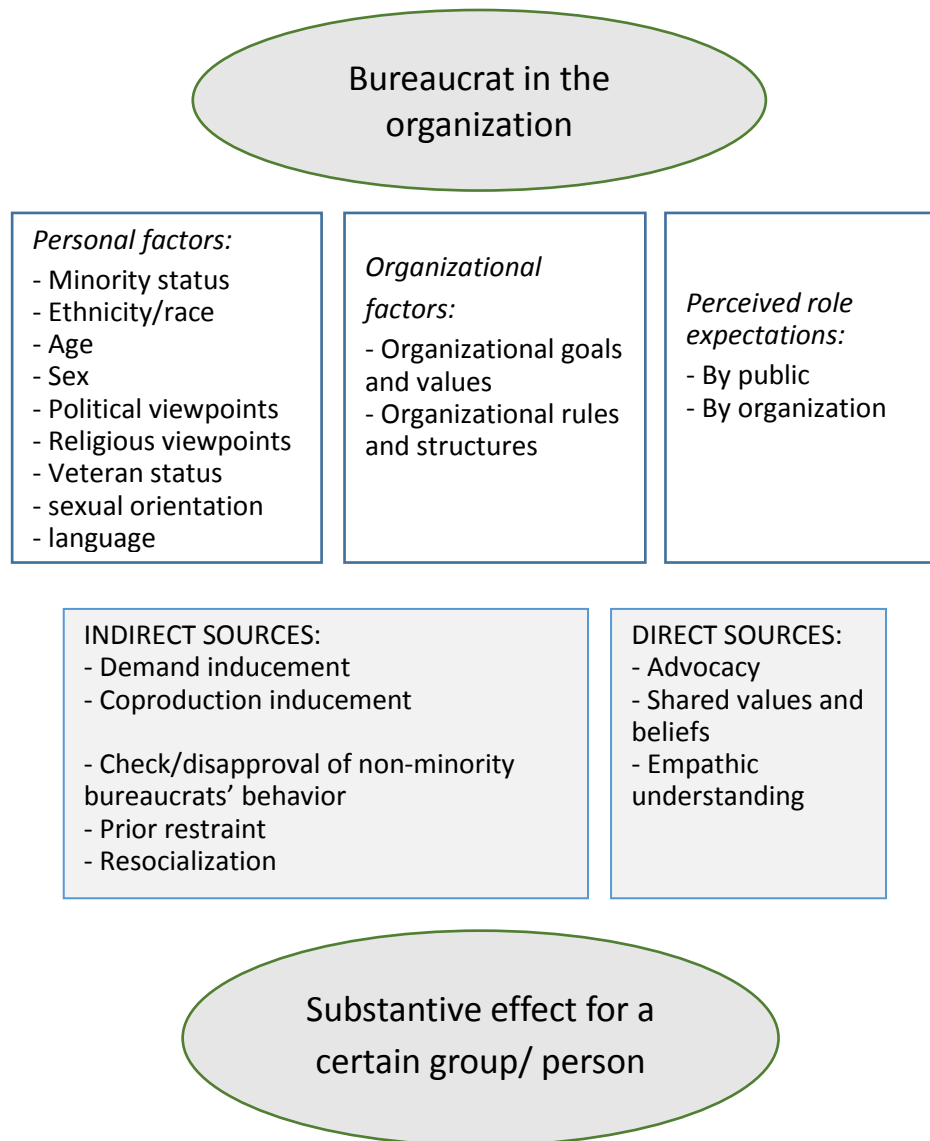 Bureaucrat in the
organization
Personal factors:
- Minority status
- Ethnicity/race
- Age
- Sex
- Political viewpoints
- Religious viewpoints
- Veteran status
- sexual orientation
- language
Organizational
factors:
- Organizational goals
and values
- Organizational rules
and structures
Perceived role
expectations:
- By public
- By organization
INDIRECT SOURCES:
- Demand inducement
- Coproduction inducement
- Check/disapproval of non-minority
bureaucrats’ behavior
- Prior restraint
- Resocialization
DIRECT SOURCES:
- Advocacy
- Shared values and
beliefs
- Empathic
understanding
Substantive effect for a
certain group/ person